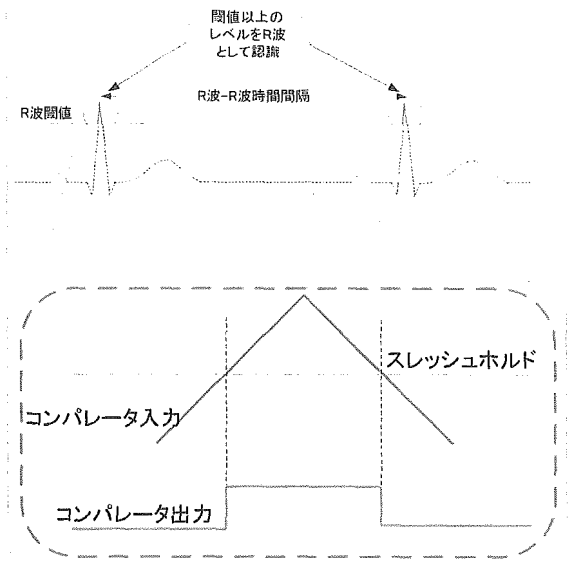 閾値以上の
レベルをR波
として認識
R波-R波時間間隔
R波閾値
スレッシュホルド
コンパレータ入力
コンパレータ出力